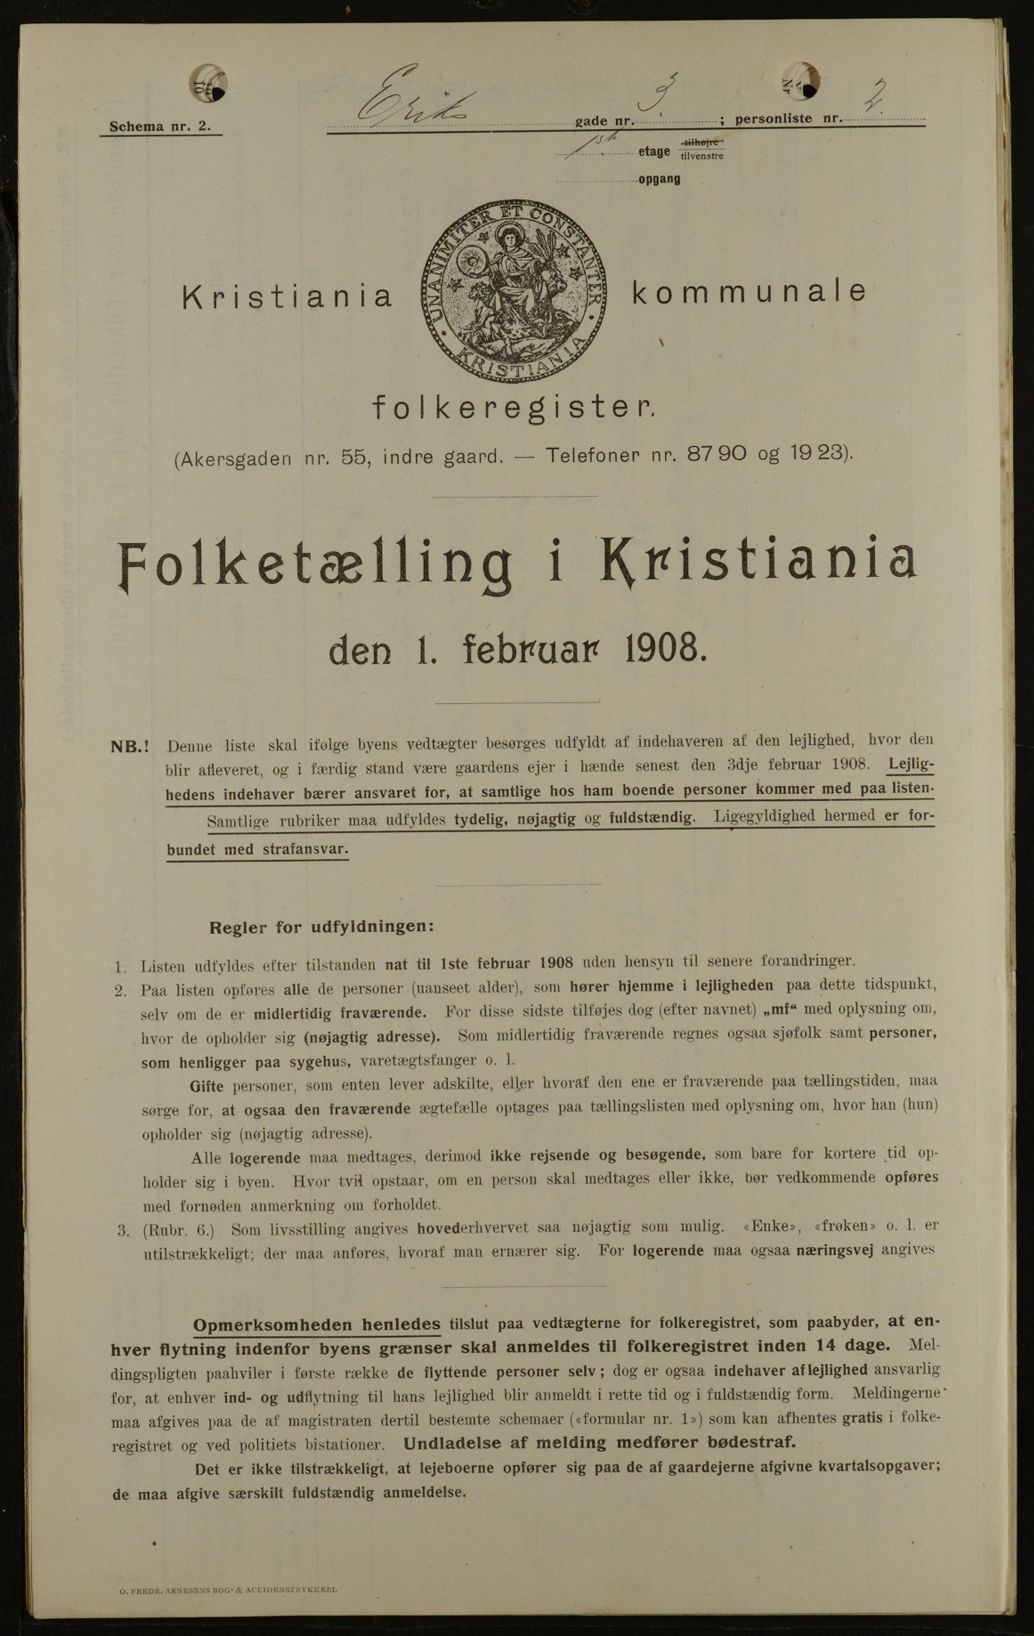 Schema nr. 2.
Eriks gade nr. 3. ; personliste nr. 2.
1ste etage tilhøjre
tilvenstre
opgang
UNANIMITER ET CONSTANTER
KRISTIANIA
Kristiania kommunale
folkeregister.
(Akersgaden nr. 55, indre gaard. — Telefoner nr. 87 90 og 19 23).
Folketælling i Kristiania
den 1. februar 1908.
NB.! Denne liste skal ifølge byens vedtægter besørges udfyldt af indehaveren af den lejlighed, hvor den
blir afleveret, og i færdig stand være gaardens ejer i hænde senest den 3dje februar 1908. Lejlig-
hedens indehaver bærer ansvaret for, at samtlige hos ham boende personer kommer med paa listen.
Samtlige rubriker maa udfyldes tydelig, nøjagtig og fuldstændig. Ligegyldighed hermed er for-
bundet med strafansvar.
Regler for udfyldningen:
1. Listen udfyldes efter tilstanden nat til 1ste februar 1908 uden hensyn til senere forandringer.
2. Paa listen opføres alle de personer (uanseet alder), som hører hjemme i lejligheden paa dette tidspunkt,
selv om de er midlertidig fraværende. For disse sidste tilføjes dog (efter navnet) „mf“ med oplysning om,
hvor de opholder sig (nøjagtig adresse). Som midlertidig fraværende regnes ogsaa sjøfolk samt personer,
som henligger paa sygehus, varetægtsfanger o. l.
Gifte personer, som enten lever adskilte, eller hvoraf den ene er fraværende paa tællingstiden, maa
sørge for, at ogsaa den fraværende ægtefælle optages paa tællingslisten med oplysning om, hvor han (hun)
opholder sig (nøjagtig adresse).
Alle logerende maa medtages, derimod ikke rejsende og besøgende, som bare for kortere tid op-
holder sig i byen. Hvor tvil opstaar, om en person skal medtages eller ikke, bør vedkommende opføres
med fornøden anmerkning om forholdet.
3. (Rubr. 6.) Som livsstilling angives hovederhvervet saa nøjagtig som mulig. «Enke», «frøken» o. l. er
utilstrækkeligt; der maa anføres, hvoraf man ernærer sig. For logerende maa ogsaa næringsvej angives
Opmerksomheden henledes tilslut paa vedtægterne for folkeregistret, som paabyder, at en-
hver flytning indenfor byens grænser skal anmeldes til folkeregistret inden 14 dage. Mel-
dingspligten paahviler i første række de flyttende personer selv; dog er ogsaa indehaver af lejlighed ansvarlig
for, at enhver ind- og udflytning til hans lejlighed blir anmeldt i rette tid og i fuldstændig form. Meldingerne
maa afgives paa de af magistraten dertil bestemte schemaer («formular nr. 1») som kan afhentes gratis i folke-
registret og ved politiets bistationer. Undladelse af melding medfører bødestraf.
Det er ikke tilstrækkeligt, at lejeboerne opfører sig paa de af gaardejerne afgivne kvartalsopgaver;
de maa afgive særskilt fuldstændig anmeldelse.
O. FREDR. ARNESENS BOG- & ACCIDENSTRYKKERI.